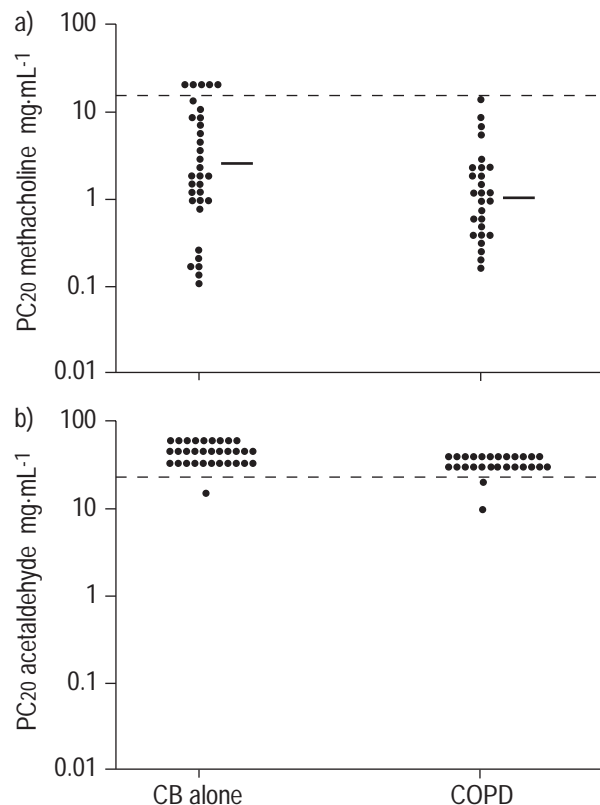 a)
100
10
1
0.1
0.01
PC20 methacholine mg·mL-1
b)
100
10
1
0.1
0.01
PC20 acetaldehyde mg·mL-1
CB alone
COPD